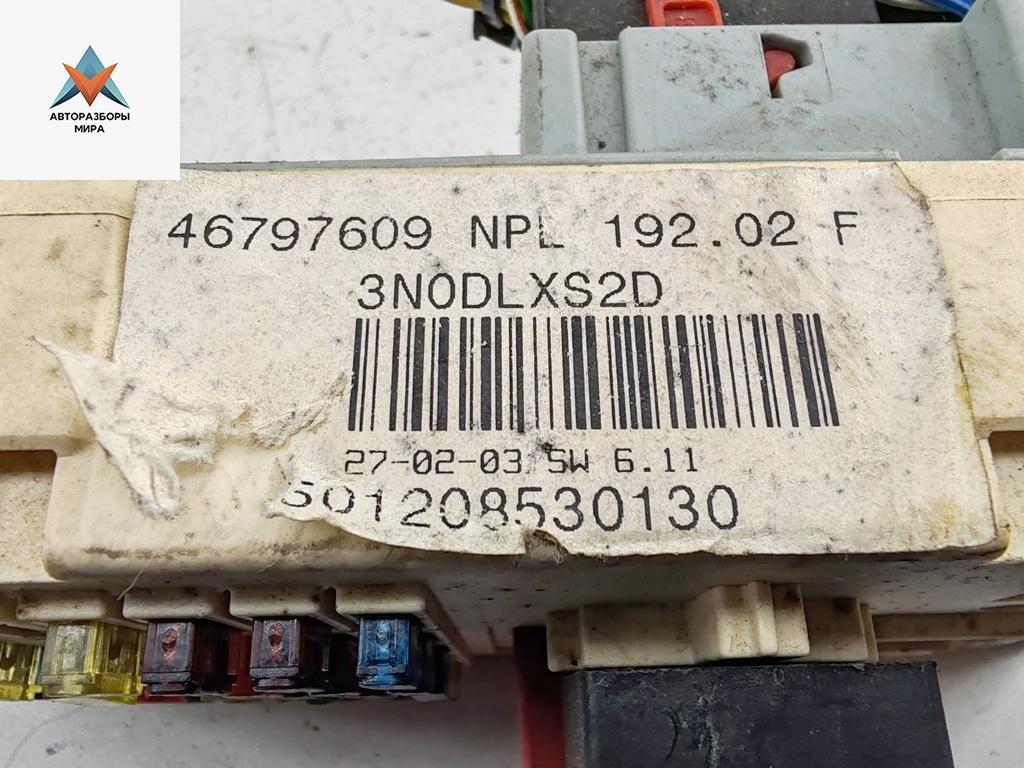 АВТОРАЗБОРЫ
МИРА
46797609 NPL 192.02 F
3N0DLXS2D
27-02-03 SW 6.11
501208530130